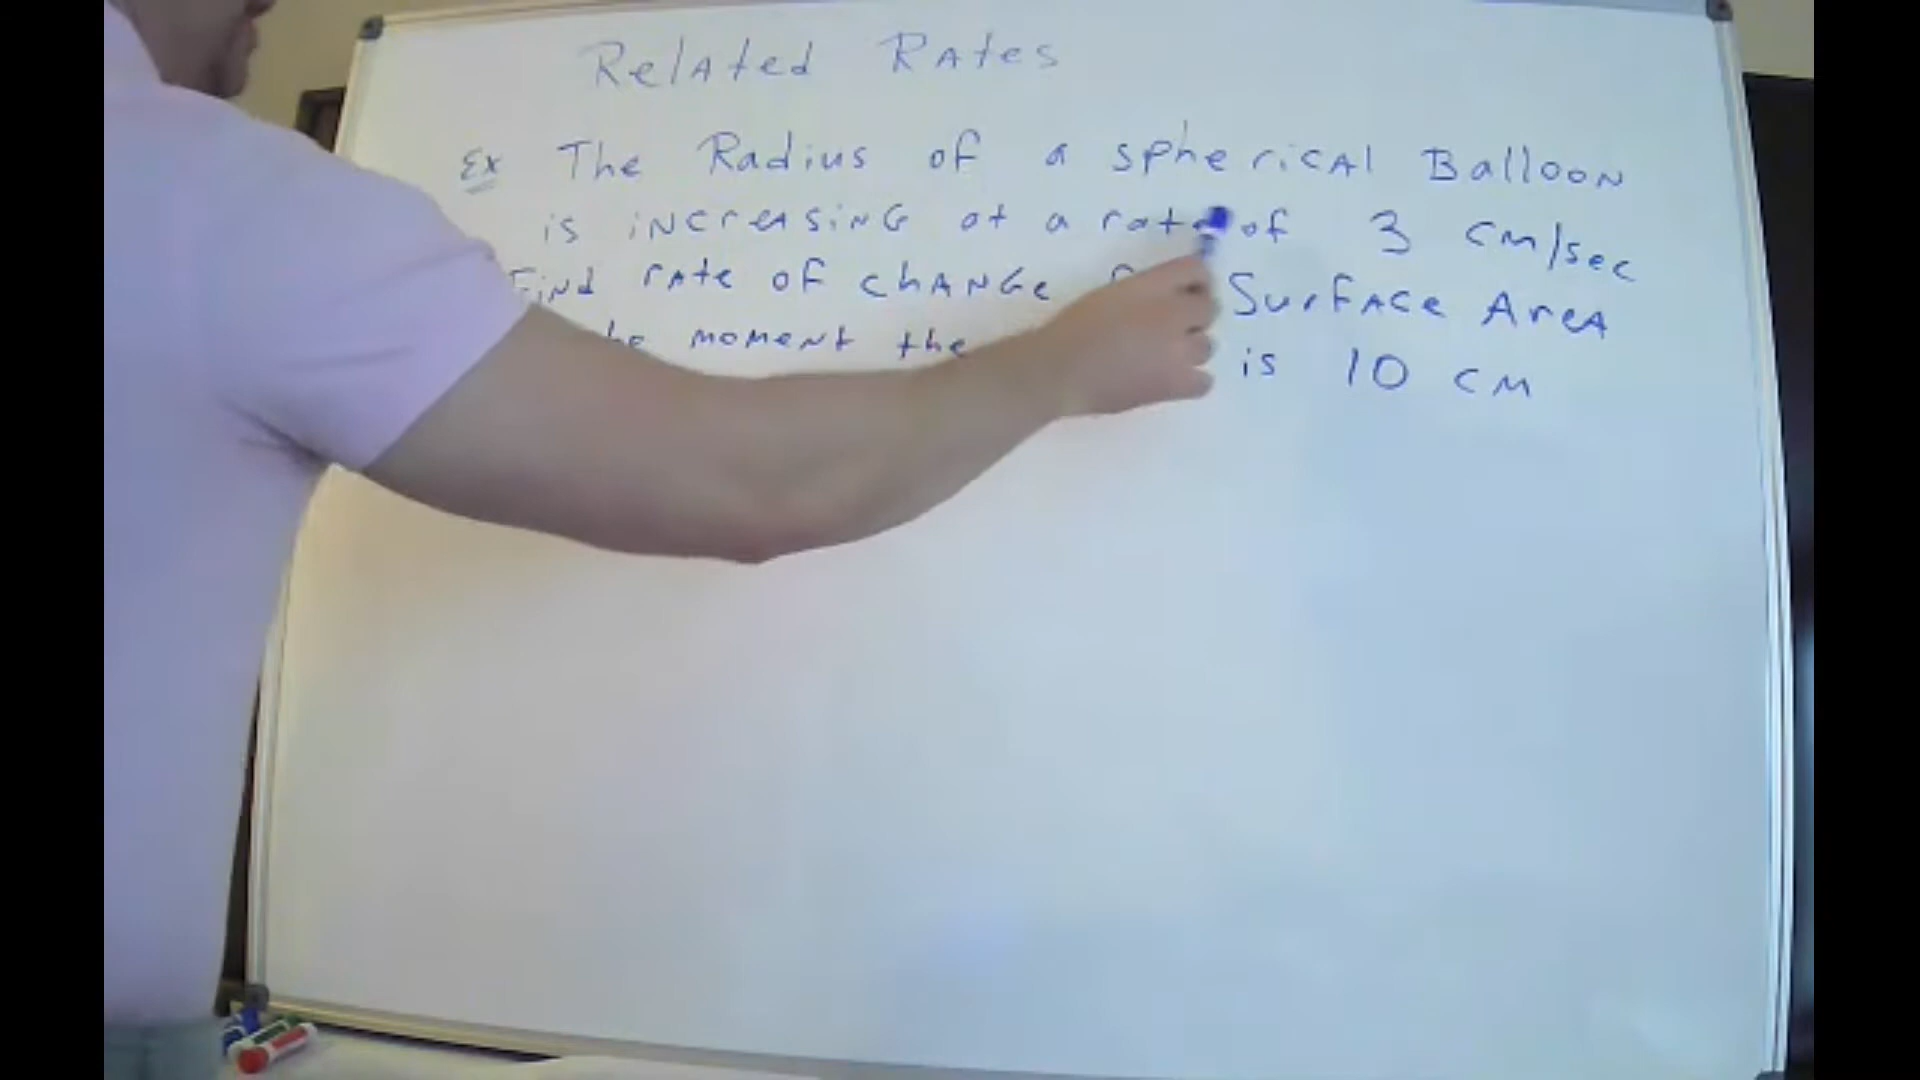 Related Rates
Ex The Radius of a spherical Balloon
is increasing at a rate of 3 cm/sec
Find rate of change Surface Area
moment the is 10 cm